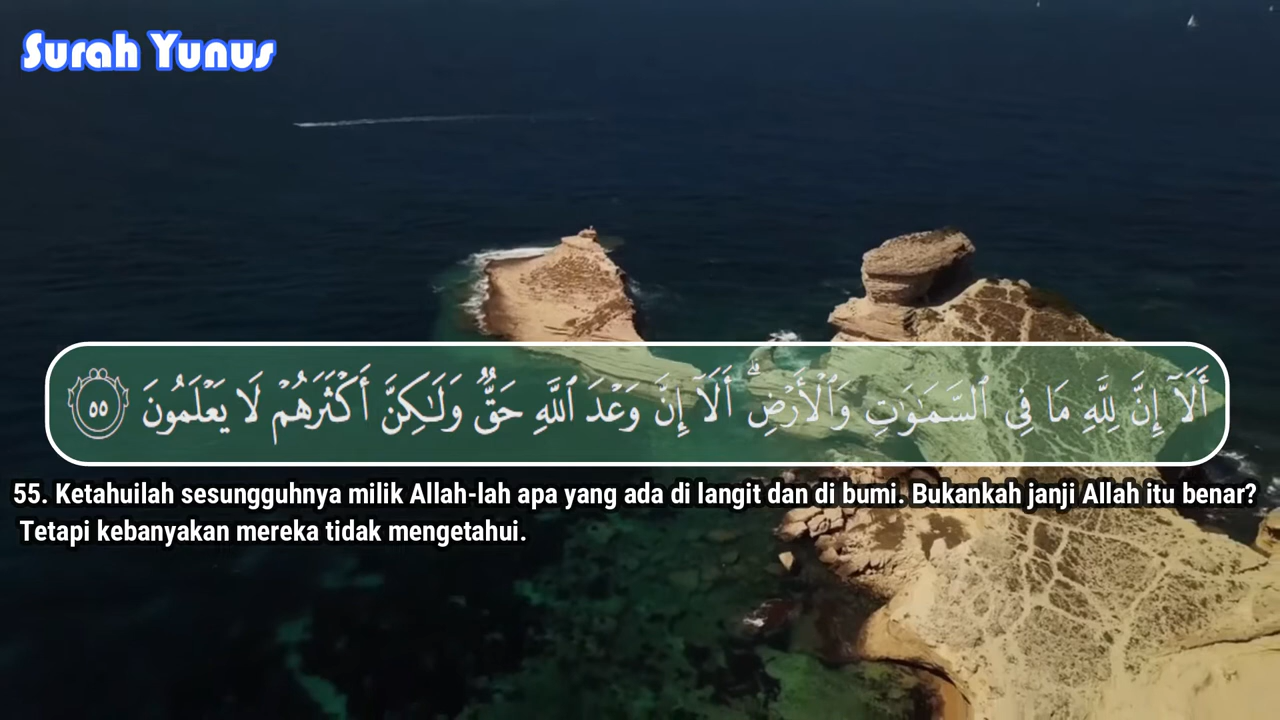 Surah Yunus
أَلَآ إِنَّ لِلَّهِ مَا فِى ٱلسَّمَـٰوَٰتِ وَٱلْأَرْضِ ۗ أَلَآ إِنَّ وَعْدَ ٱللَّهِ حَقٌّ وَلَـٰكِنَّ أَكْثَرَهُمْ لَا يَعْلَمُونَ ٥٥
55. Ketahuilah sesungguhnya milik Allah-lah apa yang ada di langit dan di bumi. Bukankah janji Allah itu benar?
Tetapi kebanyakan mereka tidak mengetahui.